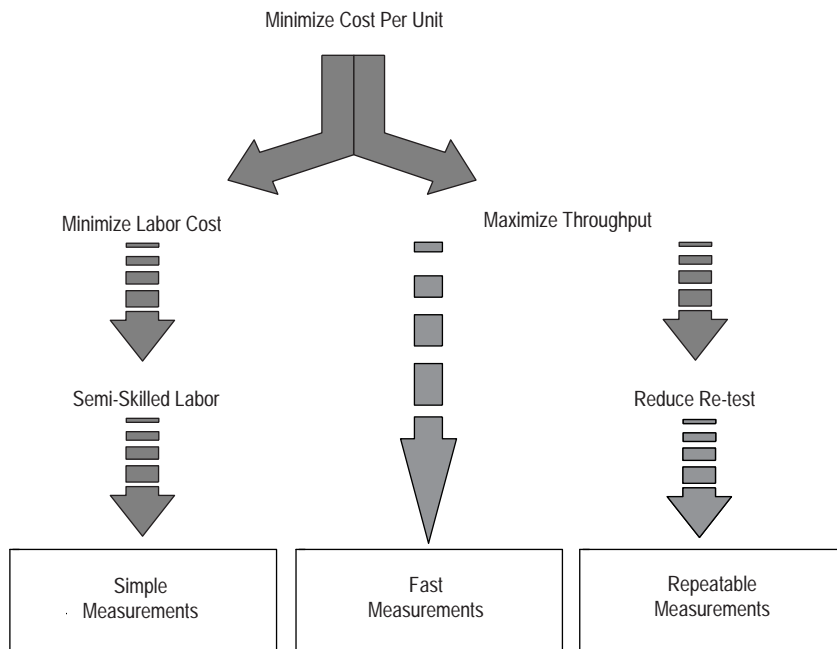 Minimize Cost Per Unit
Minimize Labor Cost
Maximize Throughput
Semi-Skilled Labor
Reduce Re-test
Simple
Measurements
Fast
Measurements
Repeatable
Measurements